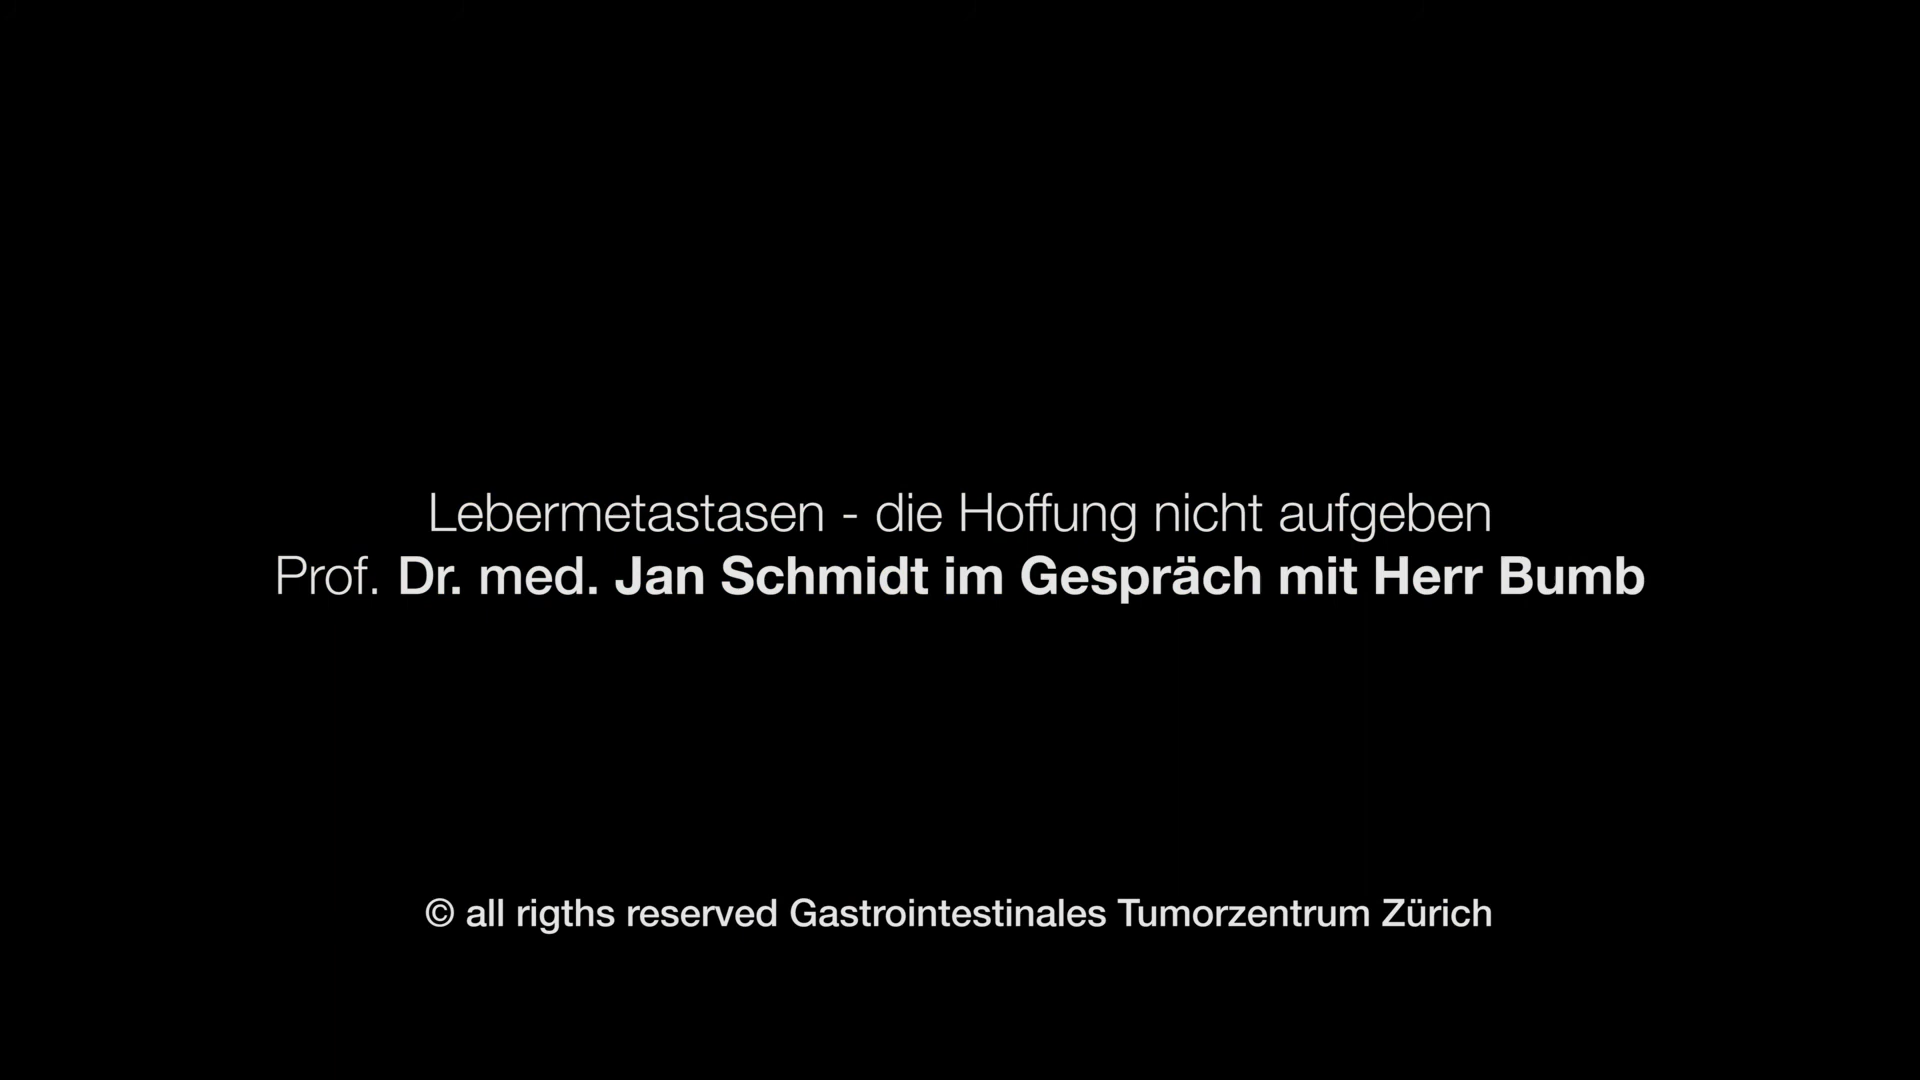 Lebermetastasen - die Hoffung nicht aufgeben
Prof. Dr. med. Jan Schmidt im Gespräch mit Herr Bumb
© all rigths reserved Gastrointestinales Tumorzentrum Zürich